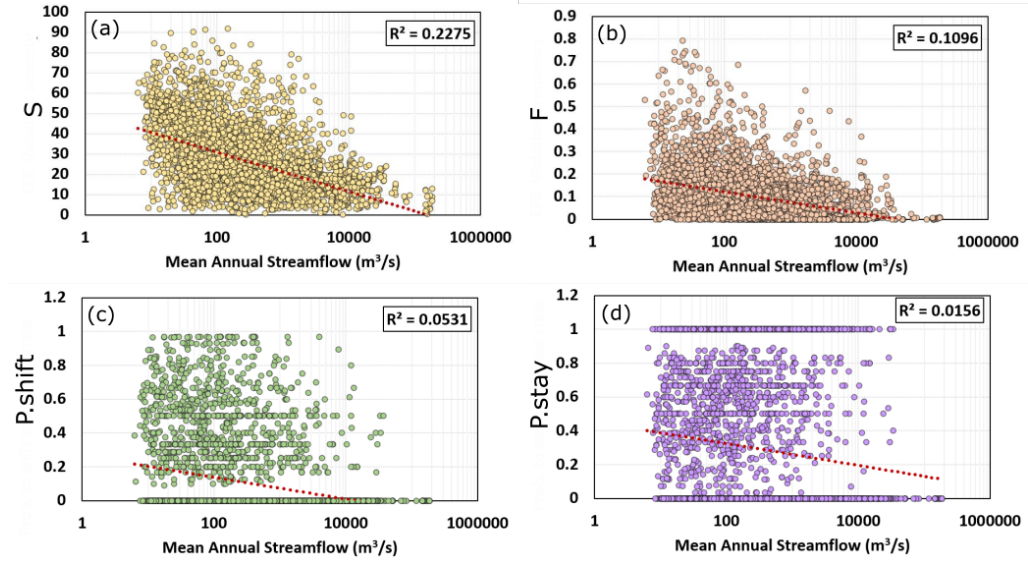 (a)
R² = 0.2275
S
100
90
80
70
60
50
40
30
20
10
0
1 100 10000 1000000
Mean Annual Streamflow (m³/s)
(b)
R² = 0.1096
F
0.9
0.8
0.7
0.6
0.5
0.4
0.3
0.2
0.1
0
1 100 10000 1000000
Mean Annual Streamflow (m³/s)
(c)
R² = 0.0531
P.shift
1.2
1
0.8
0.6
0.4
0.2
0
1 100 10000 1000000
Mean Annual Streamflow (m³/s)
(d)
R² = 0.0156
P.stay
1.2
1
0.8
0.6
0.4
0.2
0
1 100 10000 1000000
Mean Annual Streamflow (m³/s)